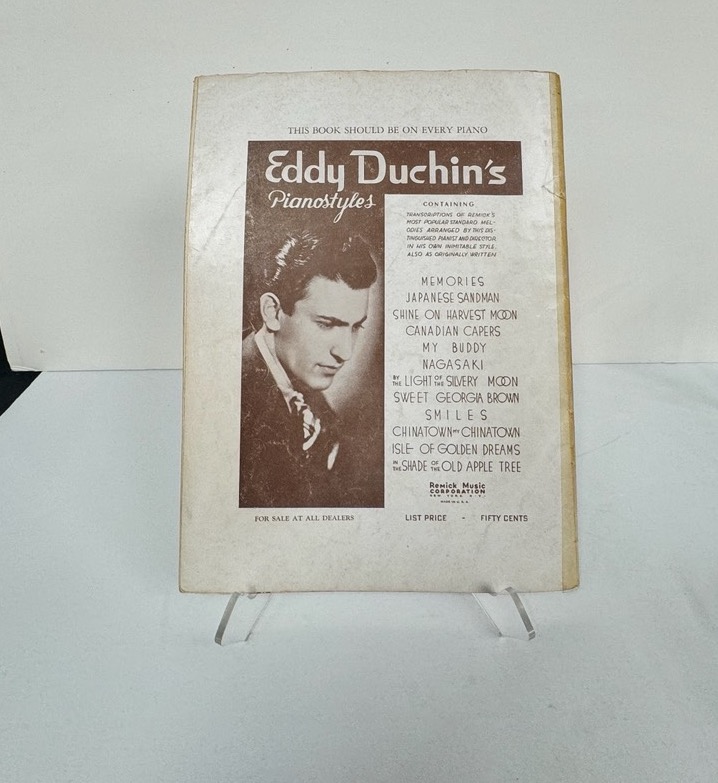 THIS BOOK SHOULD BE ON EVERY PIANO
Eddy Duchin's
Pianostyles
CONTAINING
TRANSCRIPTIONS OF REMICK'S
MOST POPULAR STANDARD MEL-
ODIES ARRANGED BY THIS DIS-
TINGUISHED PIANIST AND DIRECTOR,
IN HIS OWN INIMITABLE STYLE.
ALSO AS ORIGINALLY WRITTEN
MEMORIES
JAPANESE SANDMAN
SHINE ON HARVEST MOON
CANADIAN CAPERS
MY BUDDY
NAGASAKI
BY THE LIGHT OF THE SILVERY MOON
SWEET GEORGIA BROWN
SMILES
CHINATOWN MY CHINATOWN
ISLE OF GOLDEN DREAMS
IN THE SHADE OF THE OLD APPLE TREE
Remick Music
CORPORATION
NEW YORK, N.Y.
MADE IN U.S.A.
FOR SALE AT ALL DEALERS
LIST PRICE - FIFTY CENTS